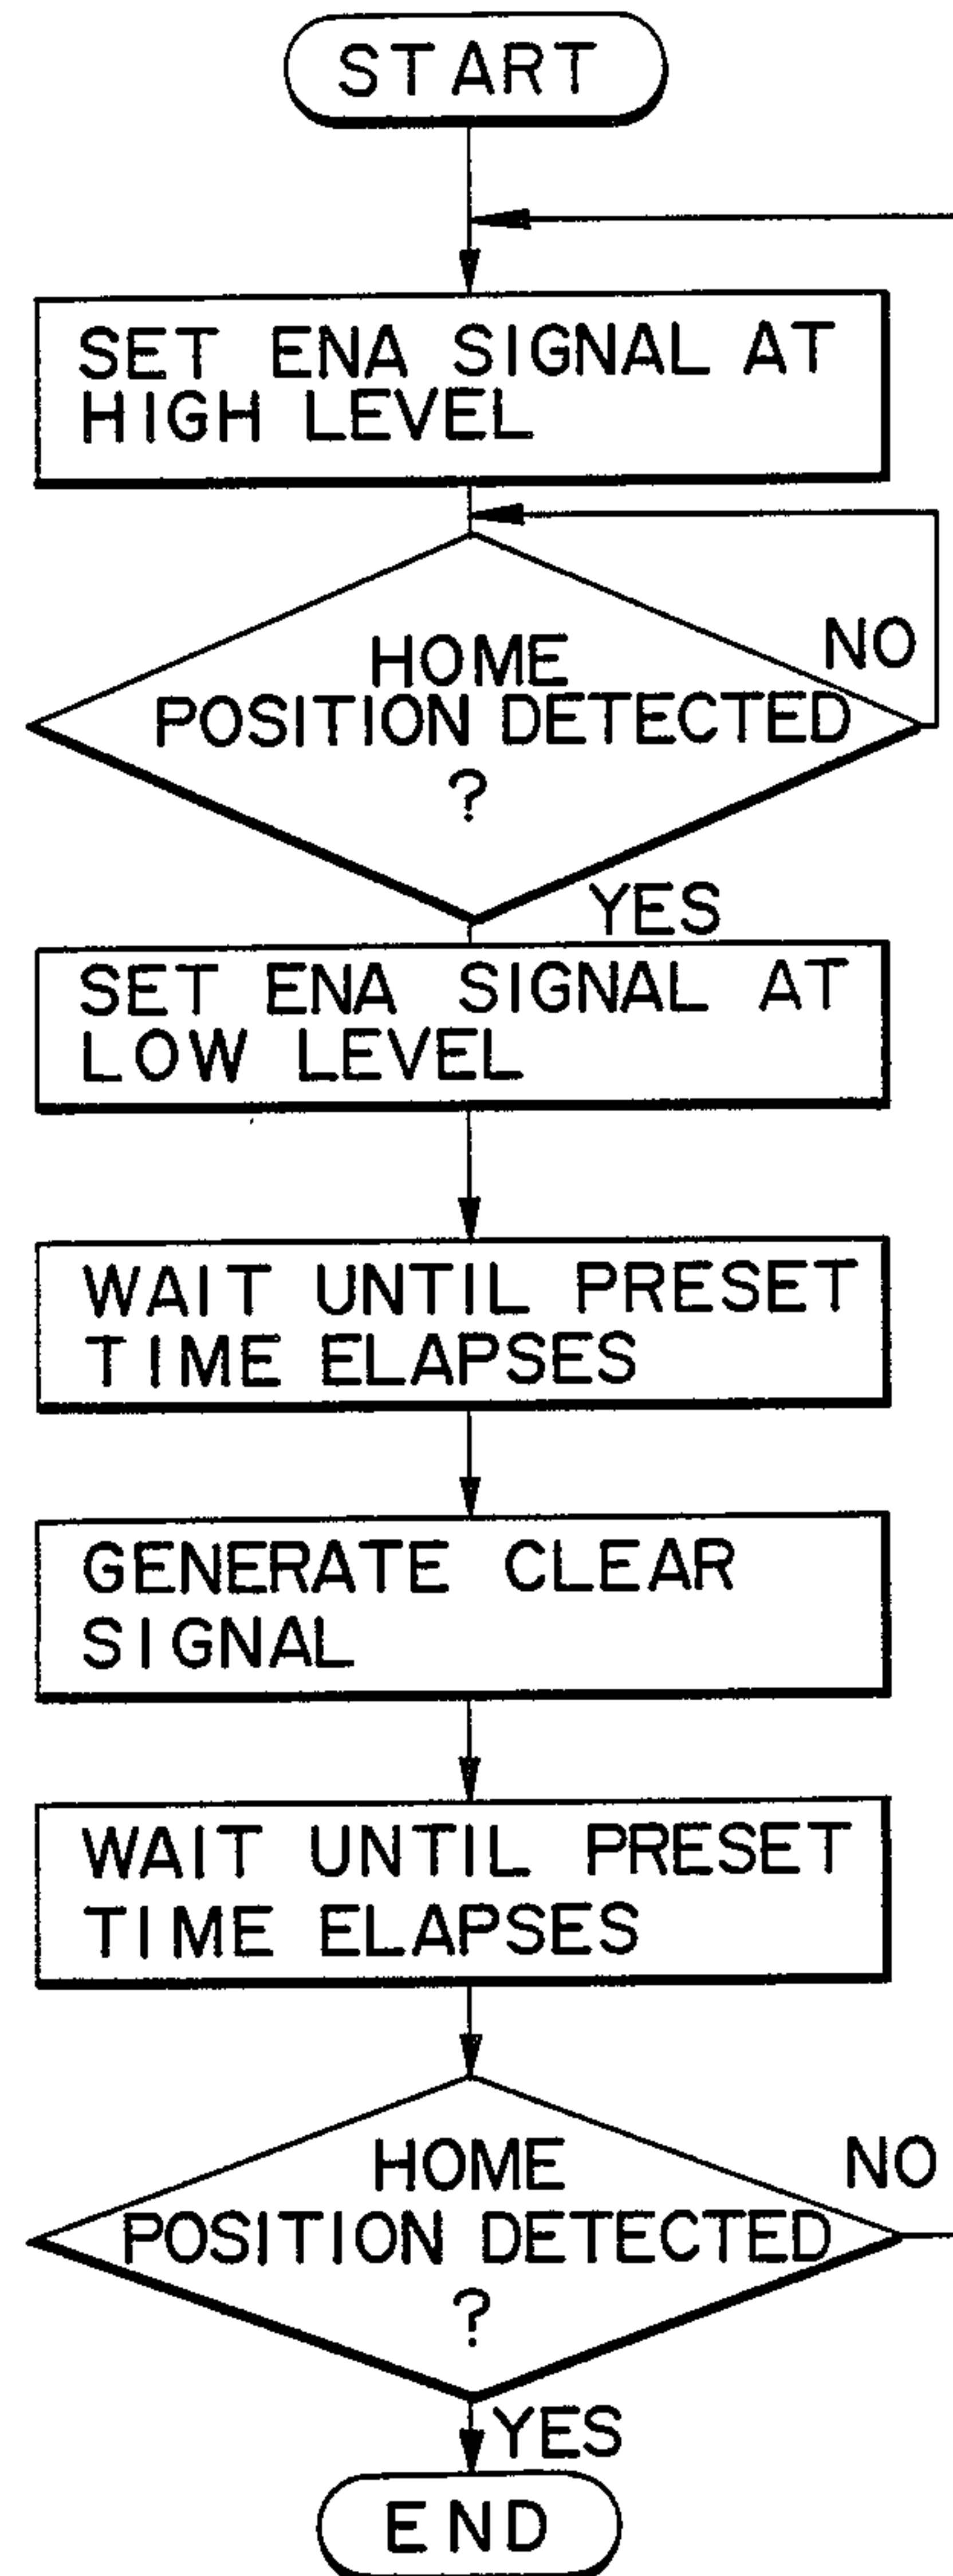 START
SET ENA SIGNAL AT
HIGH LEVEL
HOME
POSITION DETECTED
?
NO
YES
SET ENA SIGNAL AT
LOW LEVEL
WAIT UNTIL PRESET
TIME ELAPSES
GENERATE CLEAR
SIGNAL
WAIT UNTIL PRESET
TIME ELAPSES
HOME
POSITION DETECTED
?
NO
YES
END